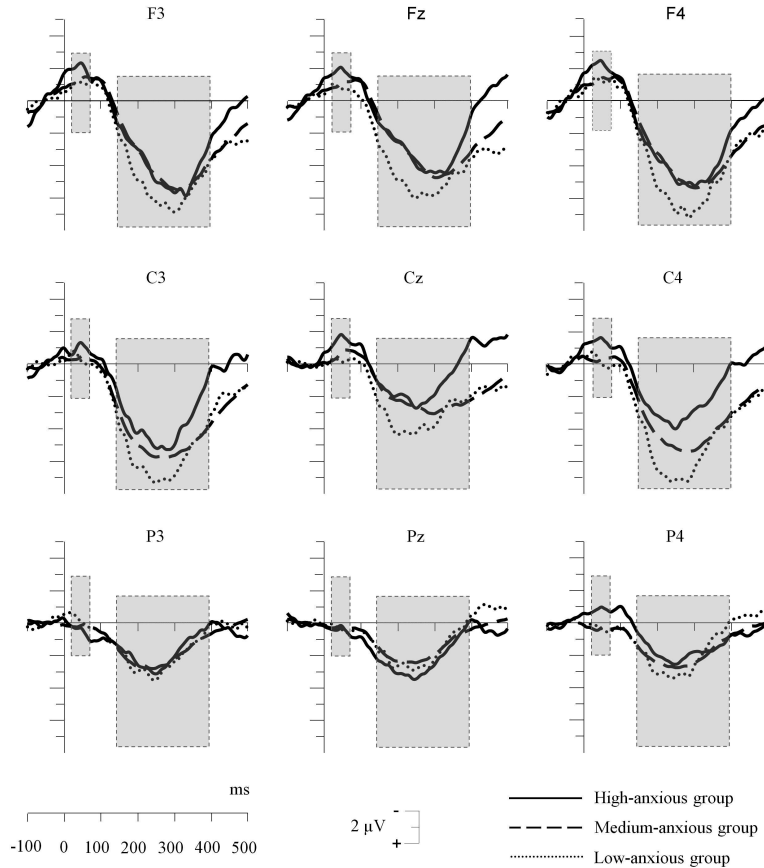 F3 Fz F4
C3 Cz C4
P3 Pz P4
ms
-100 0 100 200 300 400 500
-
2 µV
+
High-anxious group
Medium-anxious group
Low-anxious group